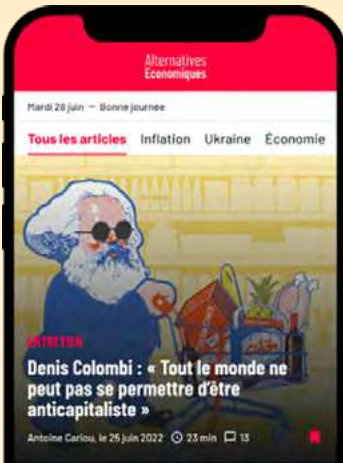 Alternatives
Economiques
Mardi 28 juin — Bonne journée
Tous les articles Inflation Ukraine Économie
ENTRETIEN
Denis Colombi : « Tout le monde ne
peut pas se permettre d'être
anticapitaliste »
Antoine Cariou, le 25 juin 2022 23 min 13